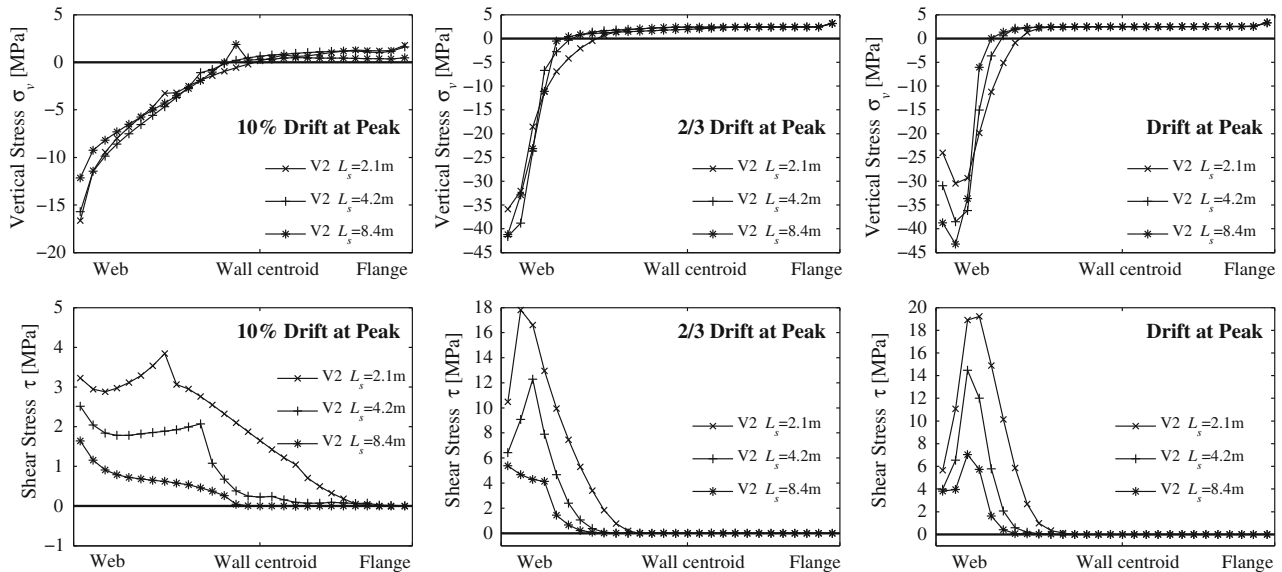 Vertical Stress σv [MPa]
5
0
−5
−10
−15
−20
10% Drift at Peak
V2 Ls=2.1m
V2 Ls=4.2m
V2 Ls=8.4m
Web
Wall centroid
Flange
Vertical Stress σv [MPa]
5
0
−5
−10
−15
−20
−25
−30
−35
−40
−45
2/3 Drift at Peak
V2 Ls=2.1m
V2 Ls=4.2m
V2 Ls=8.4m
Web
Wall centroid
Flange
Vertical Stress σv [MPa]
5
0
−5
−10
−15
−20
−25
−30
−35
−40
−45
Drift at Peak
V2 Ls=2.1m
V2 Ls=4.2m
V2 Ls=8.4m
Web
Wall centroid
Flange
Shear Stress τ [MPa]
5
4
3
2
1
0
−1
10% Drift at Peak
V2 Ls=2.1m
V2 Ls=4.2m
V2 Ls=8.4m
Web
Wall centroid
Flange
Shear Stress τ [MPa]
18
16
14
12
10
8
6
4
2
0
2/3 Drift at Peak
V2 Ls=2.1m
V2 Ls=4.2m
V2 Ls=8.4m
Web
Wall centroid
Flange
Shear Stress τ [MPa]
20
18
16
14
12
10
8
6
4
2
0
Drift at Peak
V2 Ls=2.1m
V2 Ls=4.2m
V2 Ls=8.4m
Web
Wall centroid
Flange